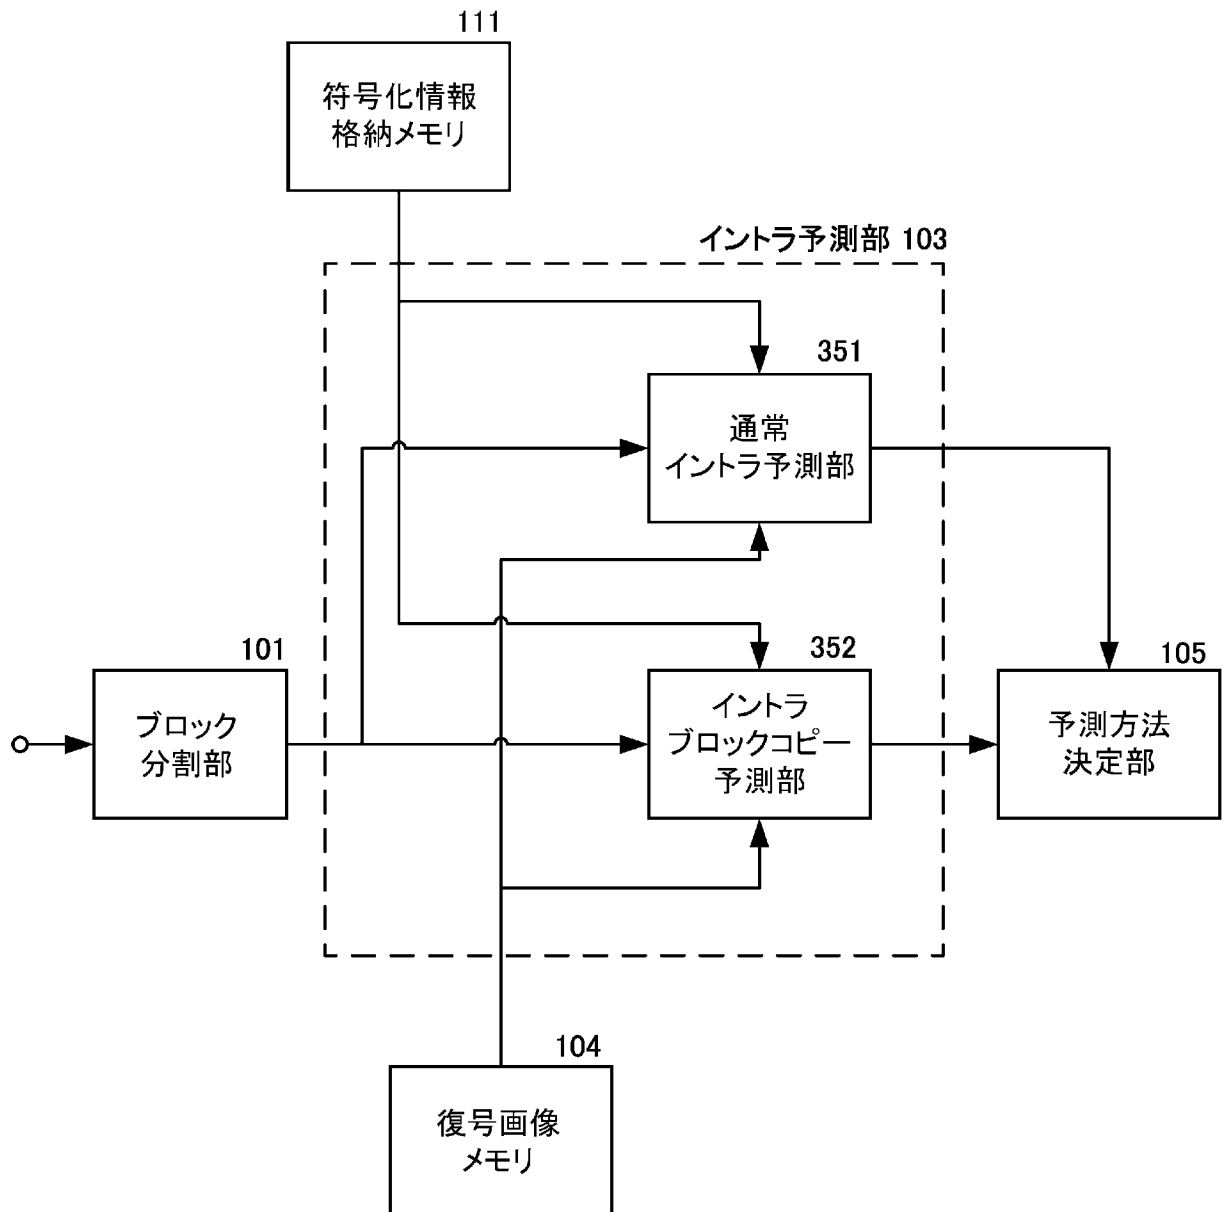 111
符号化情報
格納メモリ
イントラ予測部 103
351
通常
イントラ予測部
101
ブロック
分割部
352
イントラ
ブロックコピー
予測部
105
予測方法
決定部
104
復号画像
メモリ